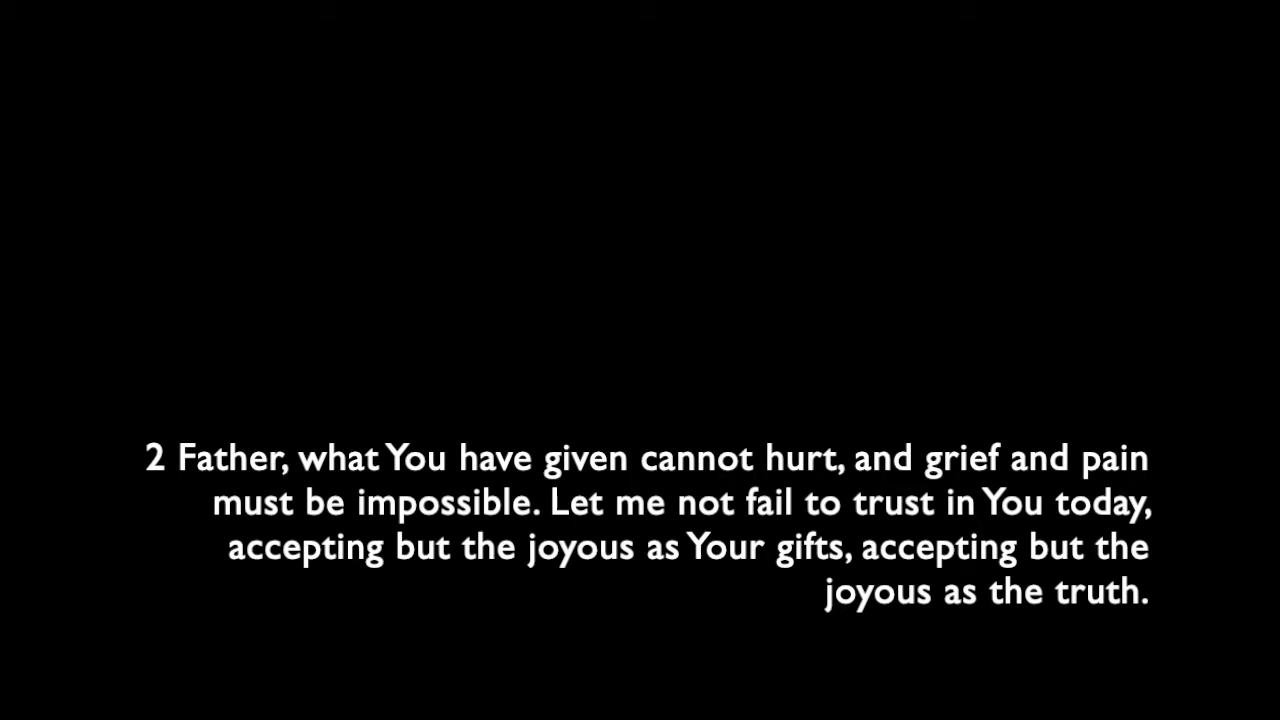 2 Father, what You have given cannot hurt, and grief and pain
must be impossible. Let me not fail to trust in You today,
accepting but the joyous as Your gifts, accepting but the
joyous as the truth.